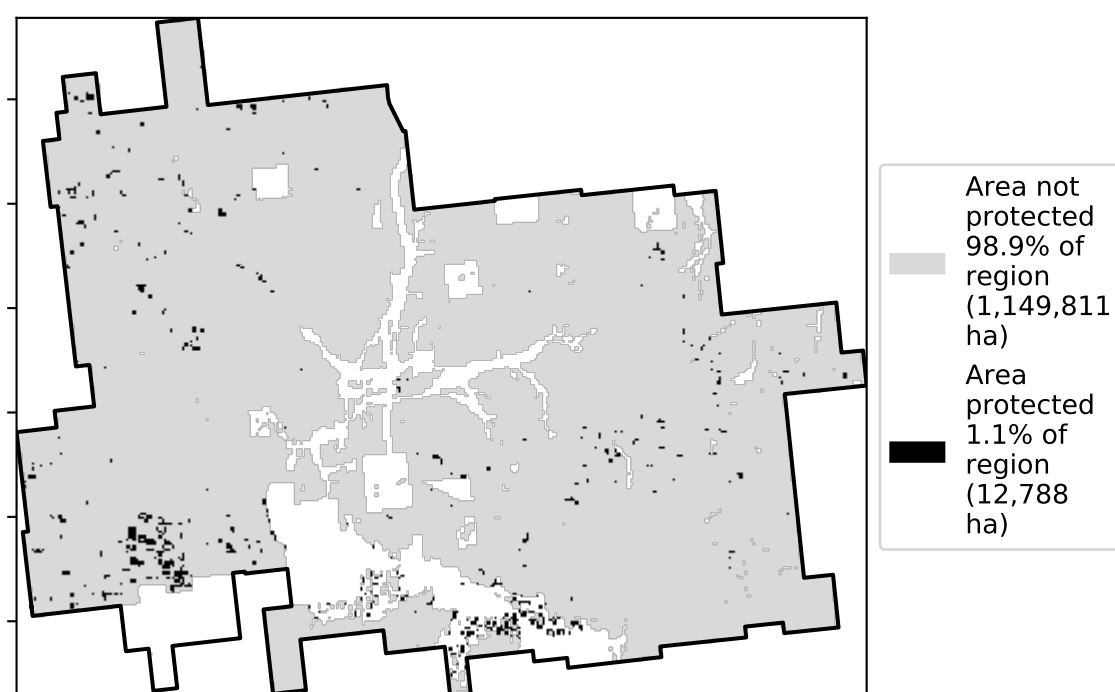 Area not
protected
98.9% of
region
(1,149,811
ha)
Area
protected
1.1% of
region
(12,788
ha)